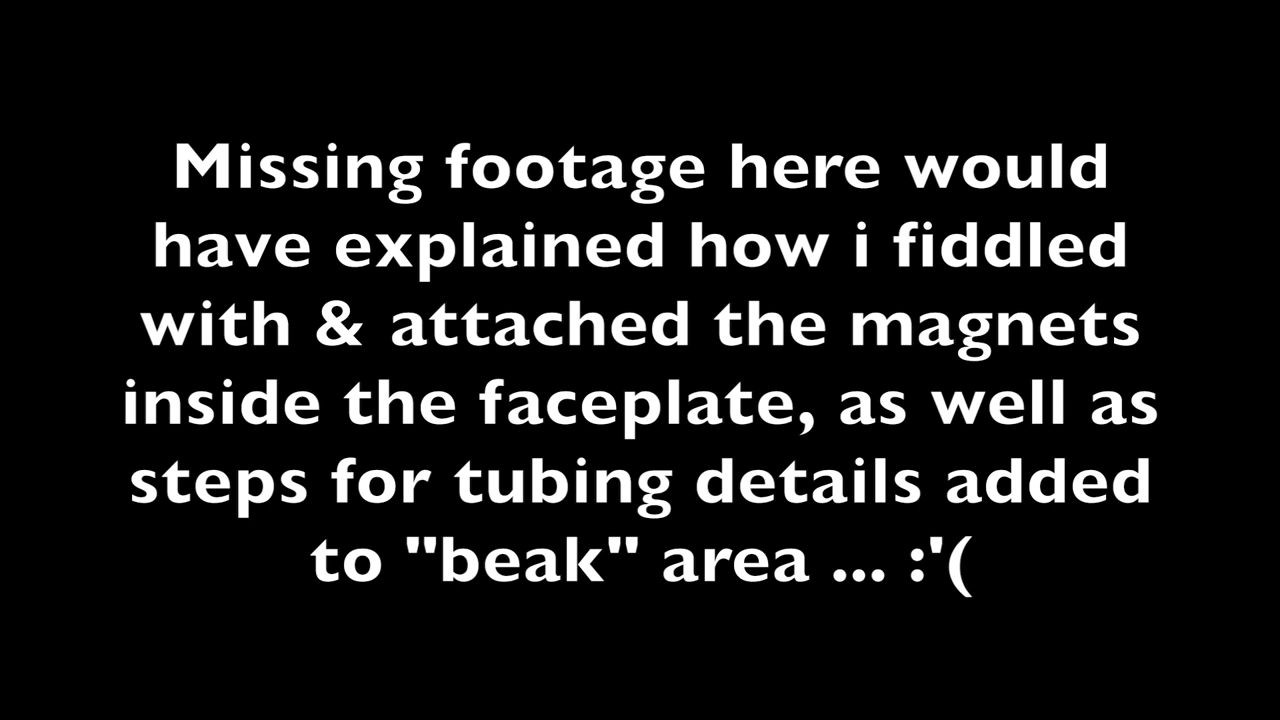 Missing footage here would
have explained how i fiddled
with & attached the magnets
inside the faceplate, as well as
steps for tubing details added
to "beak" area ... :'(